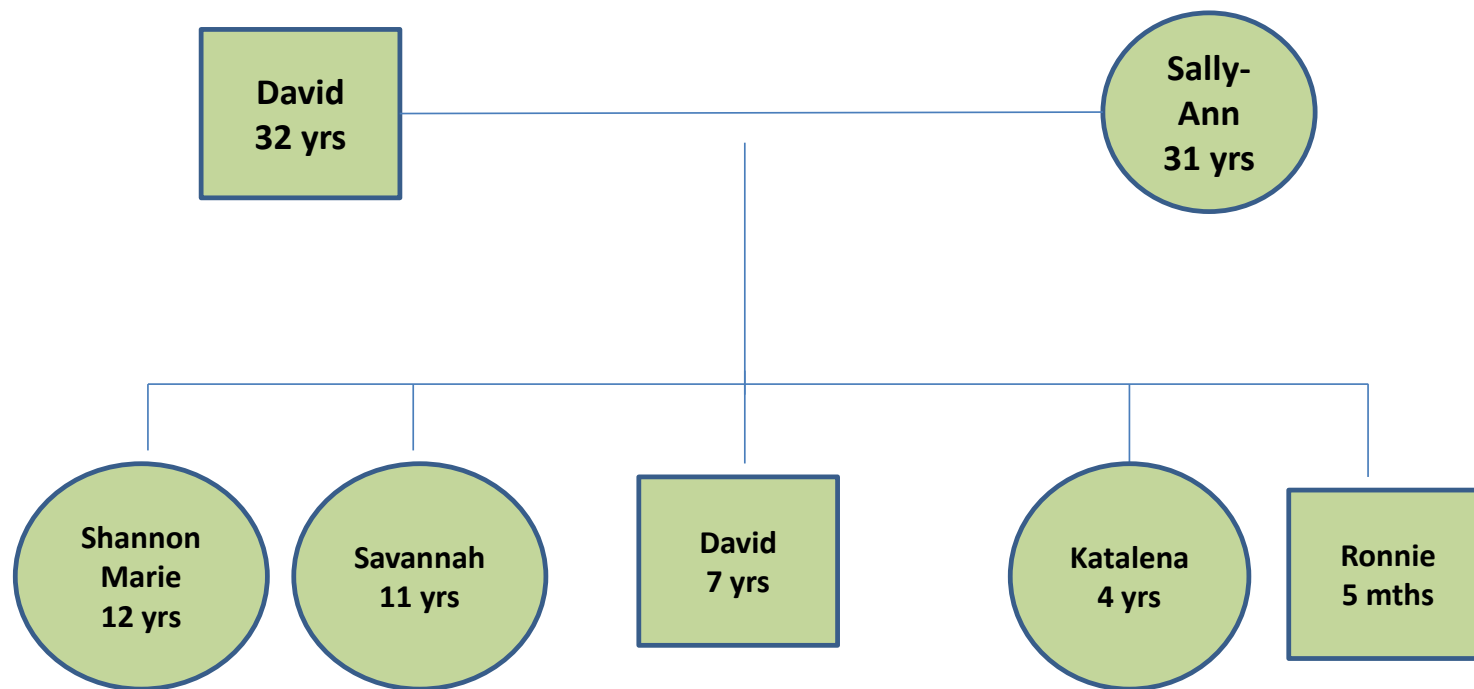 David
32 yrs
Sally-
Ann
31 yrs
Shannon
Marie
12 yrs
Savannah
11 yrs
David
7 yrs
Katalena
4 yrs
Ronnie
5 mths